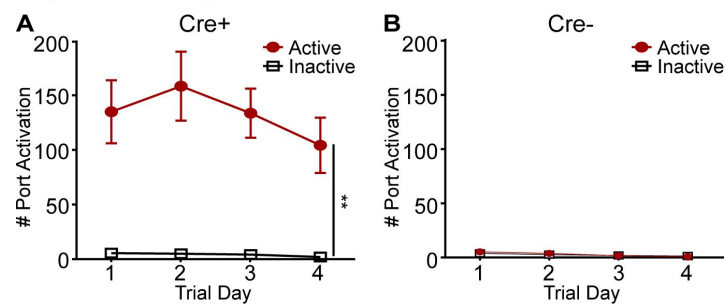 A
Cre+
200
150
100
50
0
# Port Activation
Active
Inactive
**
1 2 3 4
Trial Day
B
Cre-
200
150
100
50
0
# Port Activation
Active
Inactive
1 2 3 4
Trial Day